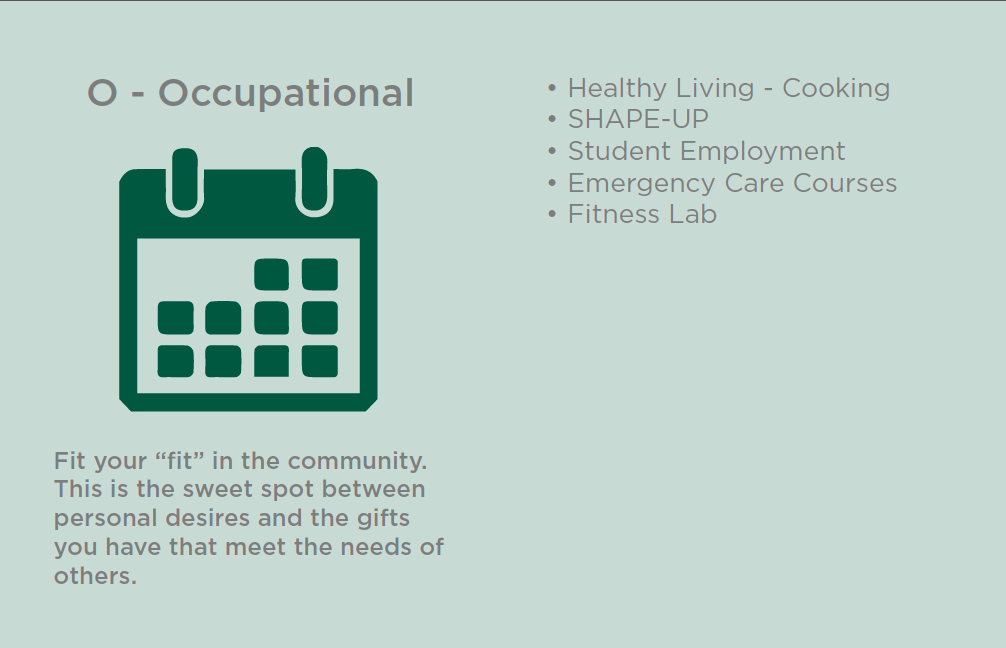 O - Occupational
Fit your “fit” in the community.
This is the sweet spot between
personal desires and the gifts
you have that meet the needs of
others.
• Healthy Living - Cooking
• SHAPE-UP
• Student Employment
• Emergency Care Courses
• Fitness Lab